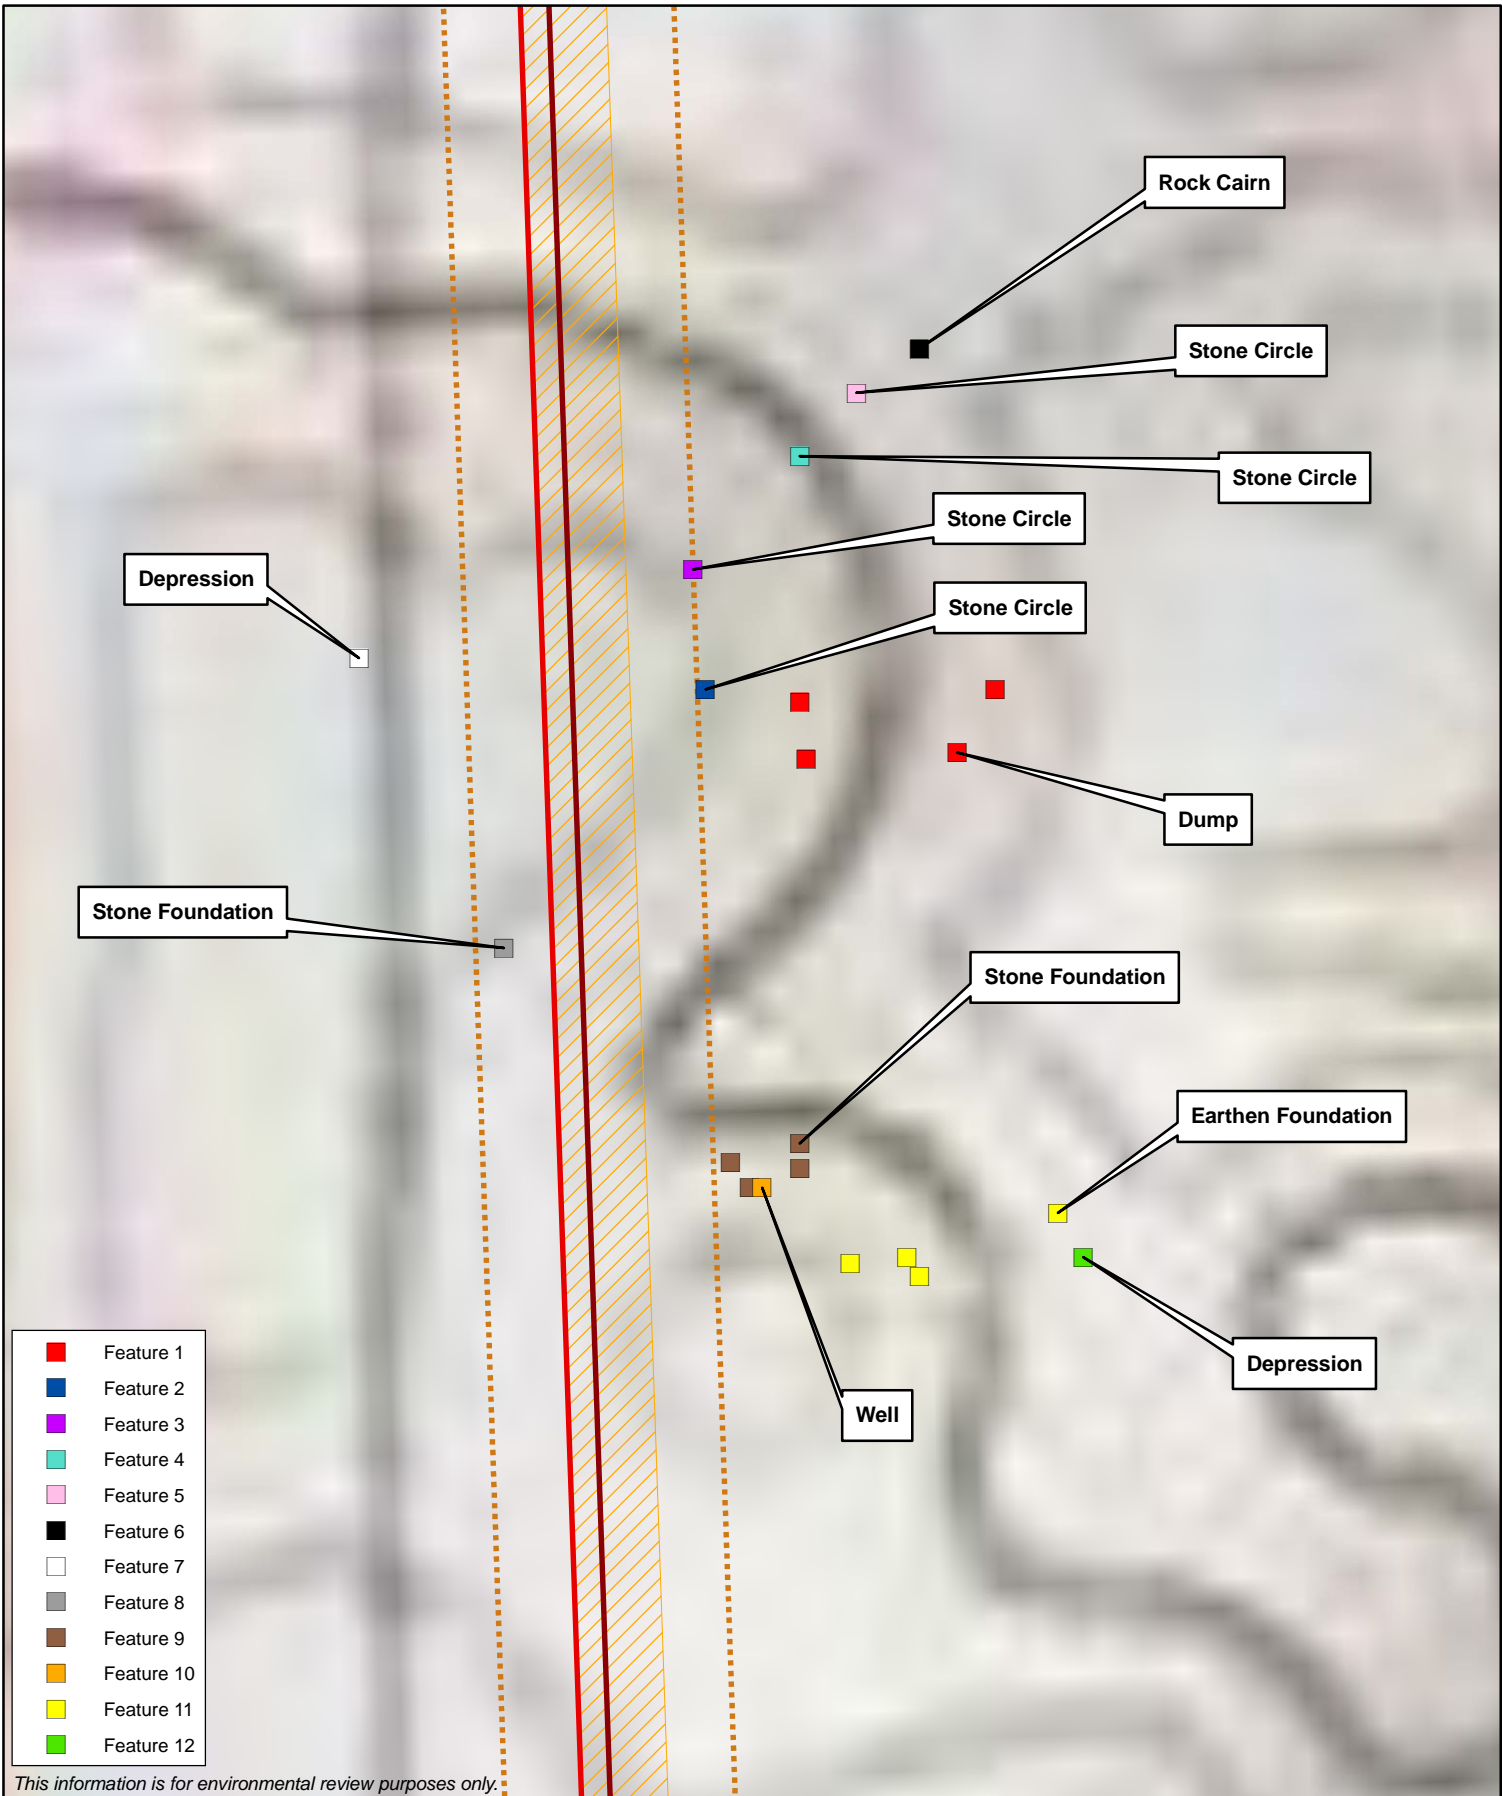 Rock Cairn
Stone Circle
Stone Circle
Stone Circle
Depression
Stone Circle
Dump
Stone Foundation
Stone Foundation
Earthen Foundation
Depression
Well
Feature 1
Feature 2
Feature 3
Feature 4
Feature 5
Feature 6
Feature 7
Feature 8
Feature 9
Feature 10
Feature 11
Feature 12
This information is for environmental review purposes only.